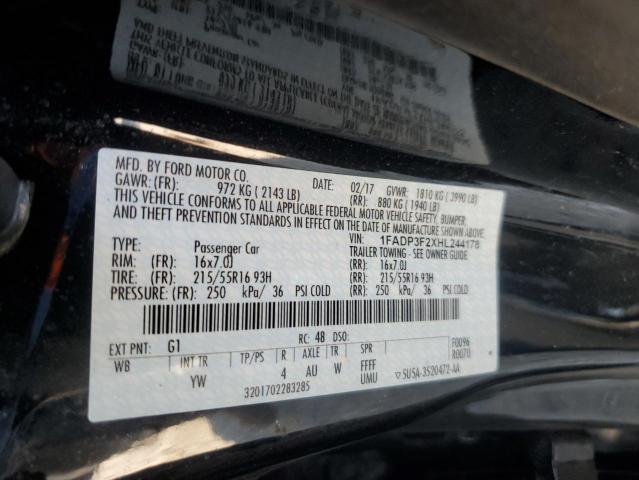 MFD. BY FORD MOTOR CO.
DATE: 02/17 GVWR: 1810 KG (3990 LB)
GAWR: (FR): 972 KG (2143 LB) (RR): 880 KG (1940 LB)
THIS VEHICLE CONFORMS TO ALL APPLICABLE FEDERAL MOTOR VEHICLE SAFETY, BUMPER,
AND THEFT PREVENTION STANDARDS IN EFFECT ON THE DATE OF MANUFACTURE SHOWN ABOVE.
VIN: 1FADP3F2XHL244178
TYPE: Passenger Car TRAILER TOWING - SEE OWNER GUIDE
RIM: (FR): 16x7.0J (RR): 16x7.0J
TIRE: (FR): 215/55R16 93H (RR): 215/55R16 93H
PRESSURE: (FR): 250 kPa/ 36 PSI COLD (RR): 250 kPa/ 36 PSI COLD
EXT PNT: G1 RC: 48 DSO: F0096
WB INT TR TP/PS R AXLE TR SPR R0070
YW 4 AU W FFFF
UMU
3201702283285 5U5A-3520472-AA